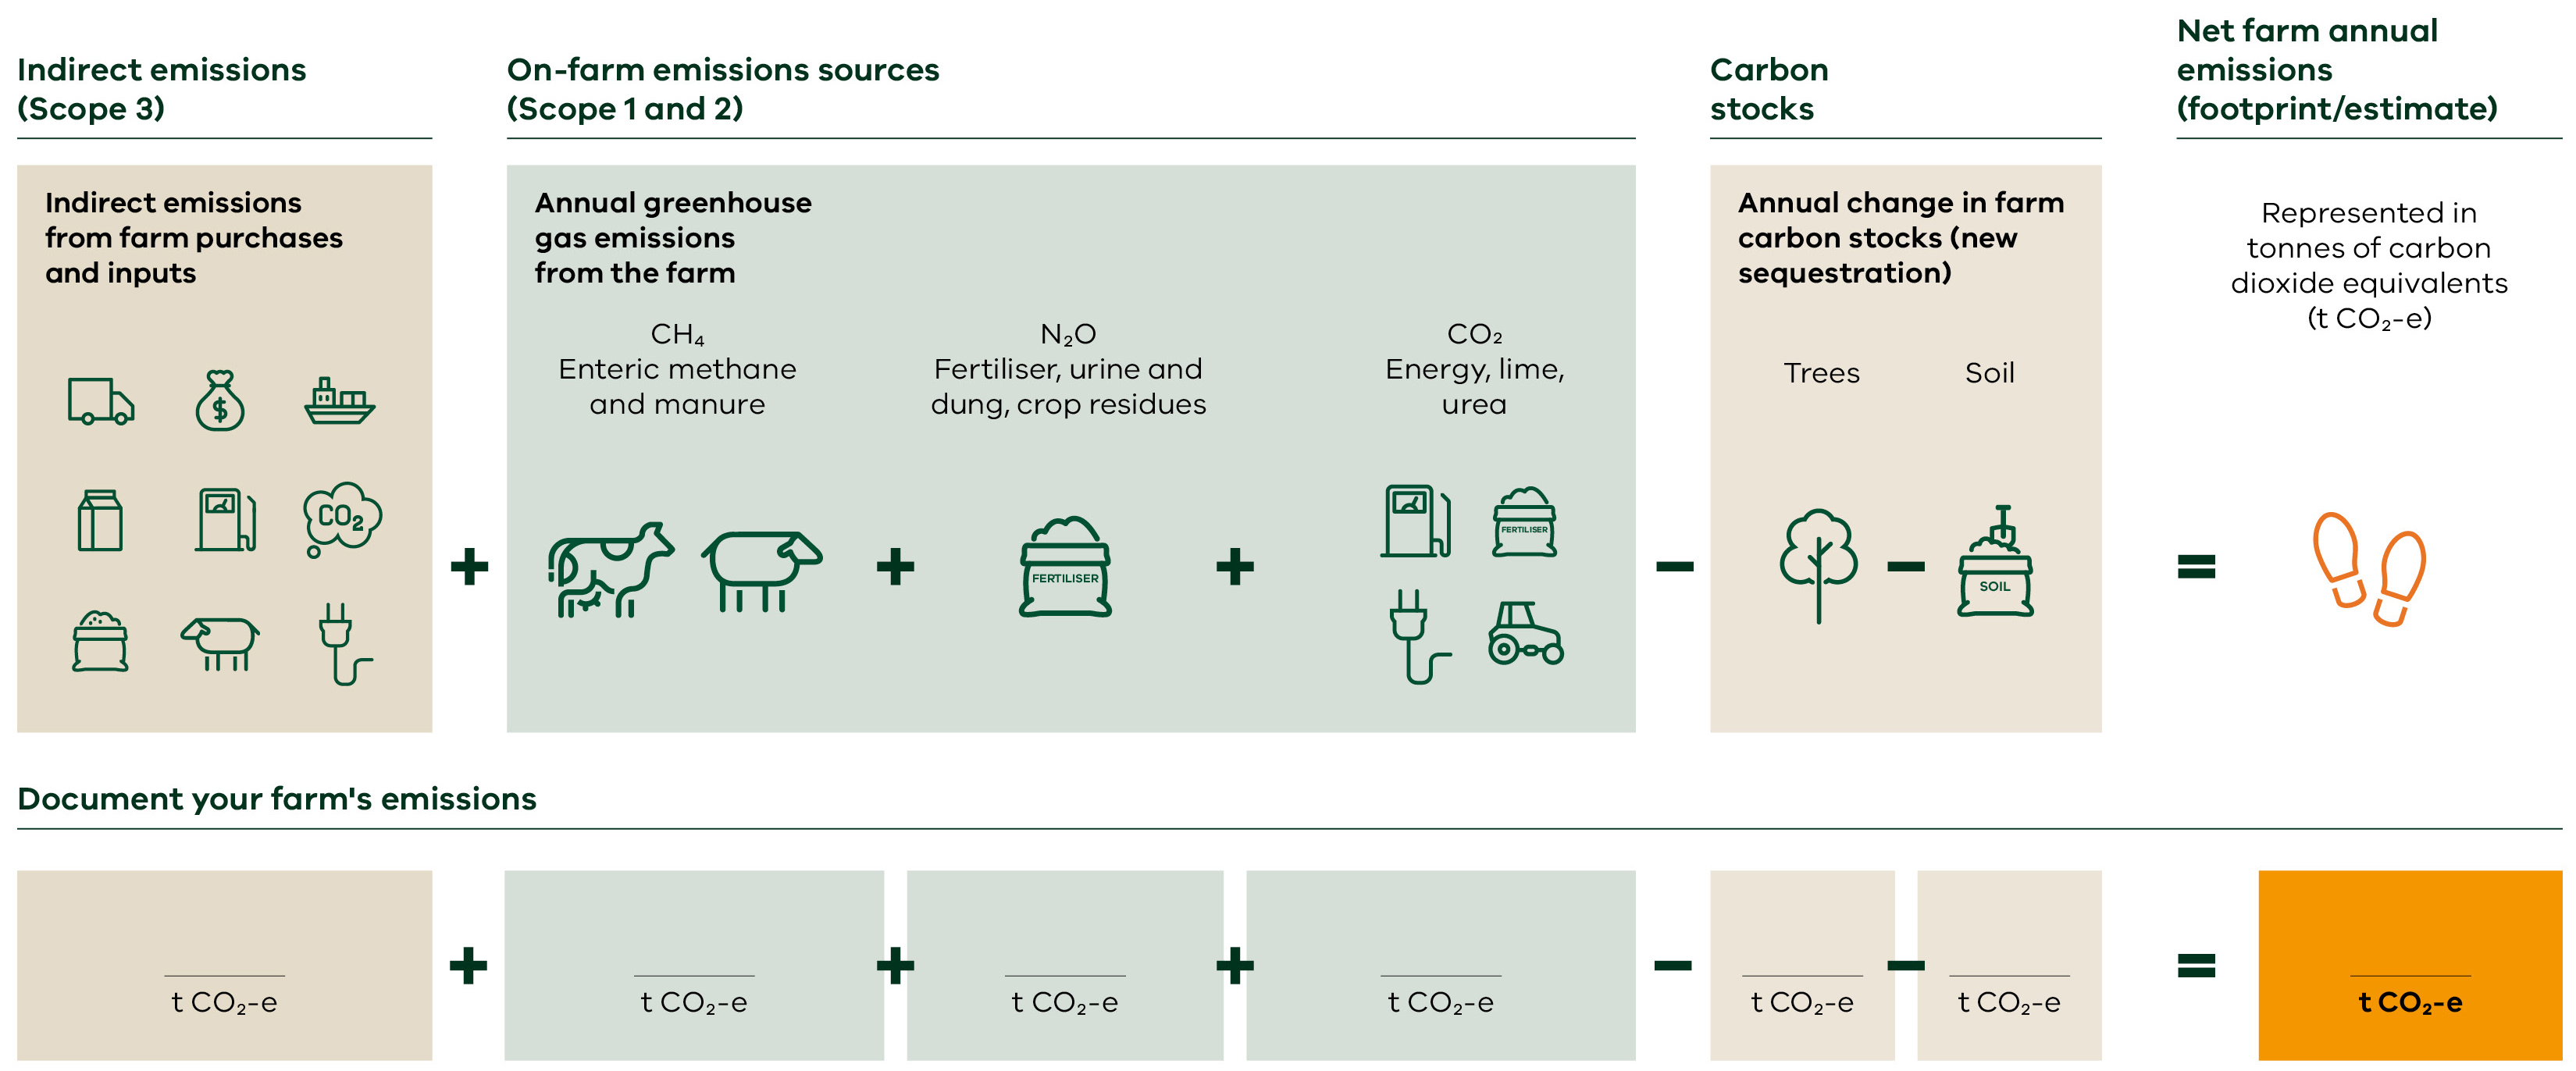 Indirect emissions
(Scope 3)
On-farm emissions sources
(Scope 1 and 2)
Carbon
stocks
Net farm annual
emissions
(footprint/estimate)
Indirect emissions
from farm purchases
and inputs
$
CO₂
+
Annual greenhouse
gas emissions
from the farm
CH₄
Enteric methane
and manure
+
N₂O
Fertiliser, urine and
dung, crop residues
FERTILISER
+
CO₂
Energy, lime,
urea
FERTILISER
−
Annual change in farm
carbon stocks (new
sequestration)
Trees
−
Soil
SOIL
=
Represented in
tonnes of carbon
dioxide equivalents
(t CO₂-e)
Document your farm's emissions
t CO₂-e
+
t CO₂-e
+
t CO₂-e
+
t CO₂-e
−
t CO₂-e
−
t CO₂-e
=
t CO₂-e